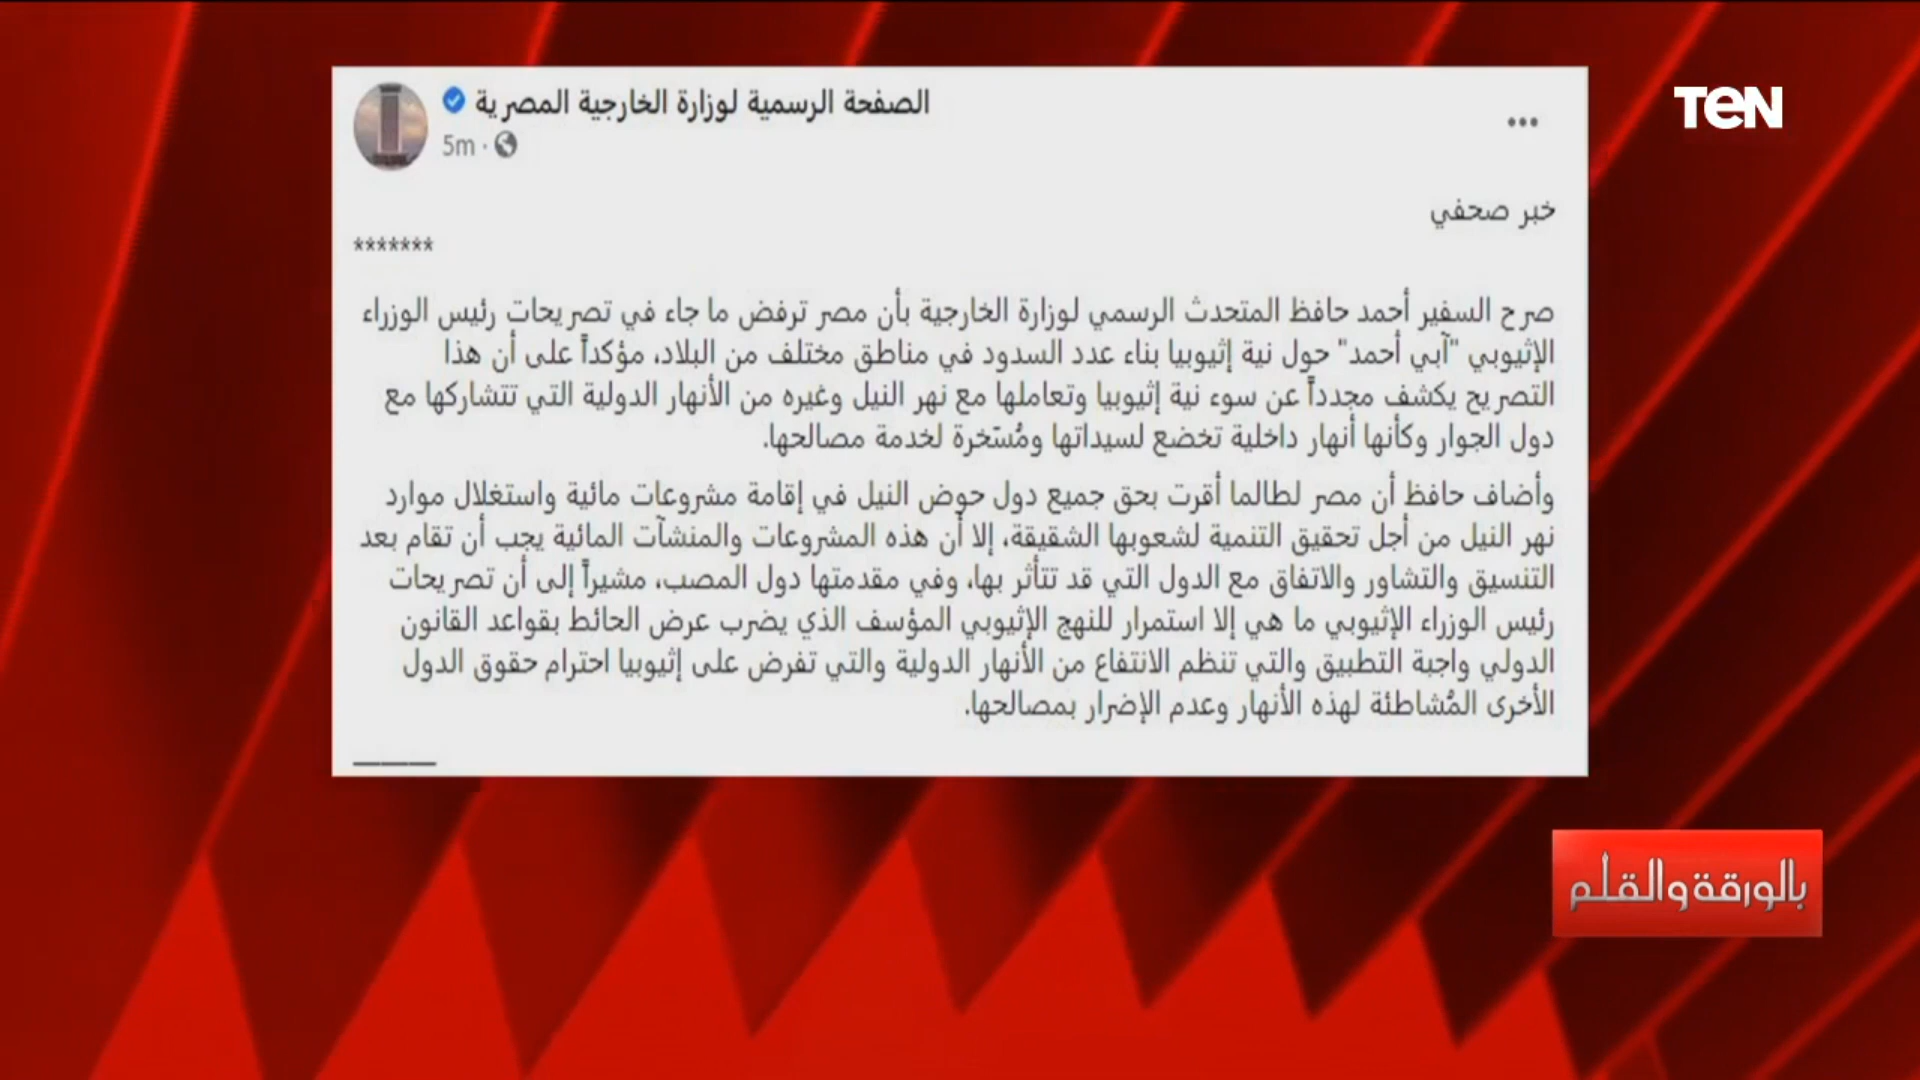 الصفحة الرسمية لوزارة الخارجية المصرية
5m ·
TeN
خبر صحفي
*******
صرح السفير أحمد حافظ المتحدث الرسمي لوزارة الخارجية بأن مصر ترفض ما جاء في تصريحات رئيس الوزراء
الإثيوبي "آبي أحمد" حول نية إثيوبيا بناء عدد السدود في مناطق مختلف من البلاد، مؤكداً على أن هذا
التصريح يكشف مجدداً عن سوء نية إثيوبيا وتعاملها مع نهر النيل وغيره من الأنهار الدولية التي تتشاركها مع
دول الجوار وكأنها أنهار داخلية تخضع لسيداتها ومُسَخرة لخدمة مصالحها.
وأضاف حافظ أن مصر لطالما أقرت بحق جميع دول حوض النيل في إقامة مشروعات مائية واستغلال موارد
نهر النيل من أجل تحقيق التنمية لشعوبها الشقيقة، إلا أن هذه المشروعات والمنشآت المائية يجب أن تقام بعد
التنسيق والتشاور والاتفاق مع الدول التي قد تتأثر بها، وفي مقدمتها دول المصب، مشيراً إلى أن تصريحات
رئيس الوزراء الإثيوبي ما هي إلا استمرار للنهج الإثيوبي المؤسف الذي يضرب عرض الحائط بقواعد القانون
الدولي واجبة التطبيق والتي تنظم الانتفاع من الأنهار الدولية والتي تفرض على إثيوبيا احترام حقوق الدول
الأخرى المُشاطئة لهذه الأنهار وعدم الإضرار بمصالحها.
بالورقة والقلم